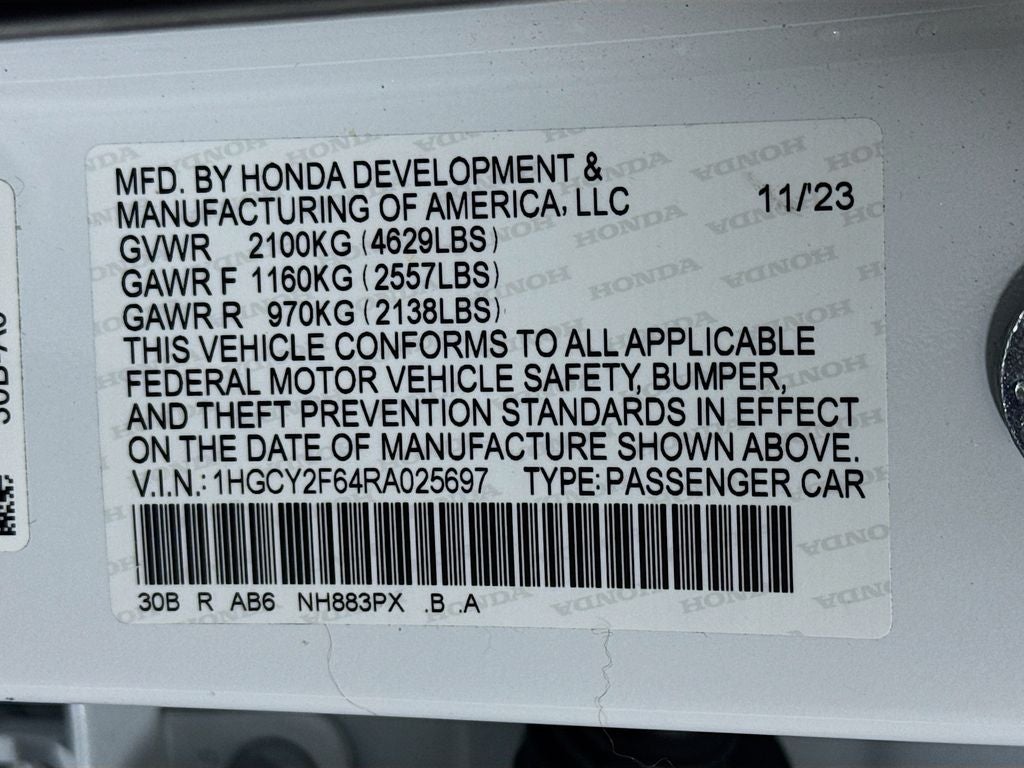 MFD. BY HONDA DEVELOPMENT &
MANUFACTURING OF AMERICA, LLC 11/'23
GVWR 2100KG (4629LBS)
GAWR F 1160KG (2557LBS)
GAWR R 970KG (2138LBS)
THIS VEHICLE CONFORMS TO ALL APPLICABLE
FEDERAL MOTOR VEHICLE SAFETY, BUMPER,
AND THEFT PREVENTION STANDARDS IN EFFECT
ON THE DATE OF MANUFACTURE SHOWN ABOVE.
V.I.N.: 1HGCY2F64RA025697 TYPE: PASSENGER CAR
30B R AB6 NH883PX .B .A